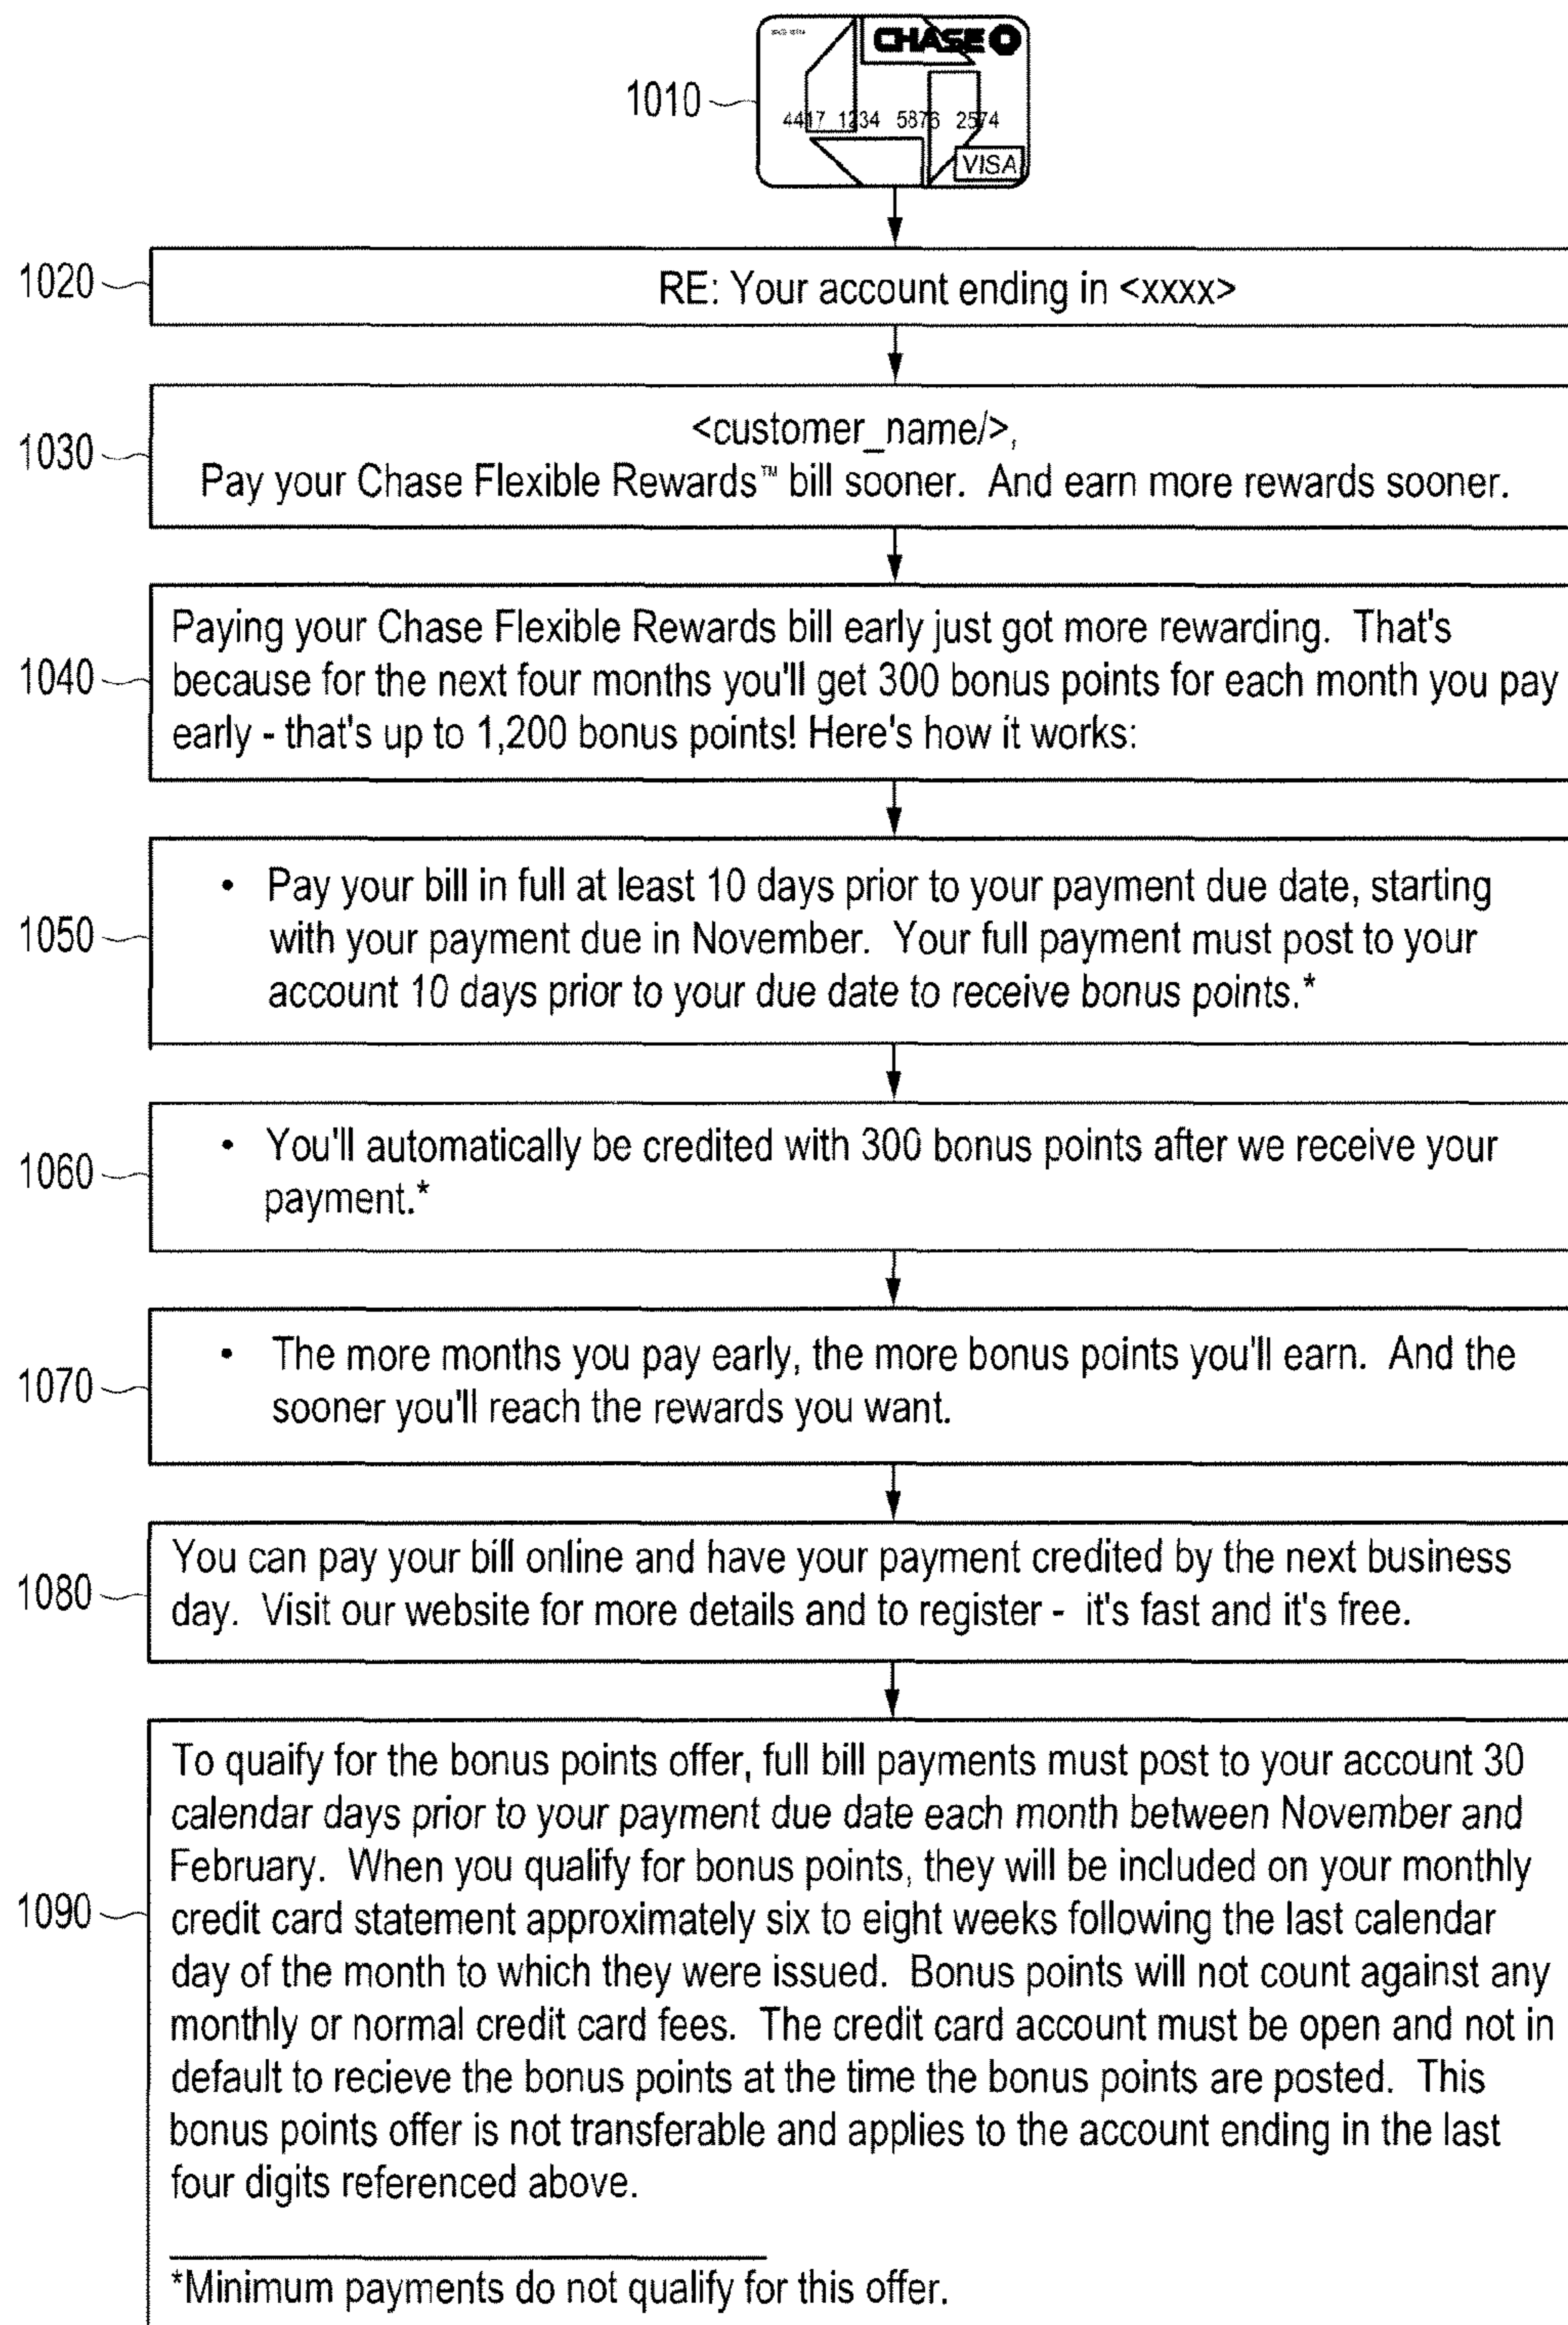 CHASE
1010
4417 1234 5876 2574
VISA
1020
RE: Your account ending in <xxxx>
1030
<customer_name/>,
Pay your Chase Flexible Rewards™ bill sooner. And earn more rewards sooner.
1040
Paying your Chase Flexible Rewards bill early just got more rewarding. That's
because for the next four months you'll get 300 bonus points for each month you pay
early - that's up to 1,200 bonus points! Here's how it works:
1050
• Pay your bill in full at least 10 days prior to your payment due date, starting
with your payment due in November. Your full payment must post to your
account 10 days prior to your due date to receive bonus points.*
1060
• You'll automatically be credited with 300 bonus points after we receive your
payment.*
1070
• The more months you pay early, the more bonus points you'll earn. And the
sooner you'll reach the rewards you want.
1080
You can pay your bill online and have your payment credited by the next business
day. Visit our website for more details and to register - it's fast and it's free.
1090
To quaify for the bonus points offer, full bill payments must post to your account 30
calendar days prior to your payment due date each month between November and
February. When you qualify for bonus points, they will be included on your monthly
credit card statement approximately six to eight weeks following the last calendar
day of the month to which they were issued. Bonus points will not count against any
monthly or normal credit card fees. The credit card account must be open and not in
default to recieve the bonus points at the time the bonus points are posted. This
bonus points offer is not transferable and applies to the account ending in the last
four digits referenced above.
*Minimum payments do not qualify for this offer.